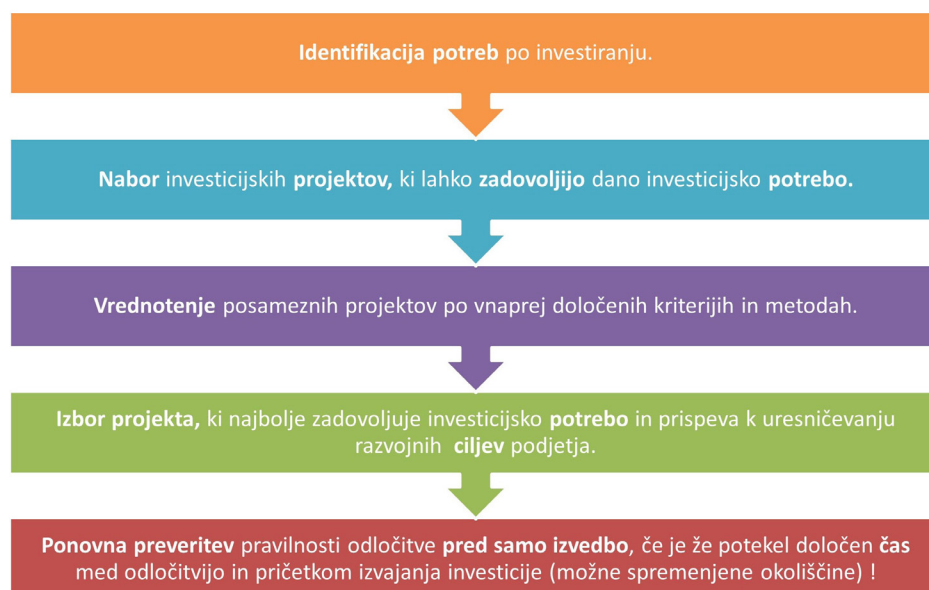 Identifikacija potreb po investiranju.
Nabor investicijskih projektov, ki lahko zadovoljijo dano investicijsko potrebo.
Vrednotenje posameznih projektov po vnaprej določenih kriterijih in metodah.
Izbor projekta, ki najbolje zadovoljuje investicijsko potrebo in prispeva k uresničevanju
razvojnih ciljev podjetja.
Ponovna preveritev pravilnosti odločitve pred samo izvedbo, če je že potekel določen čas
med odločitvijo in pričetkom izvajanja investicije (možne spremenjene okoliščine) !